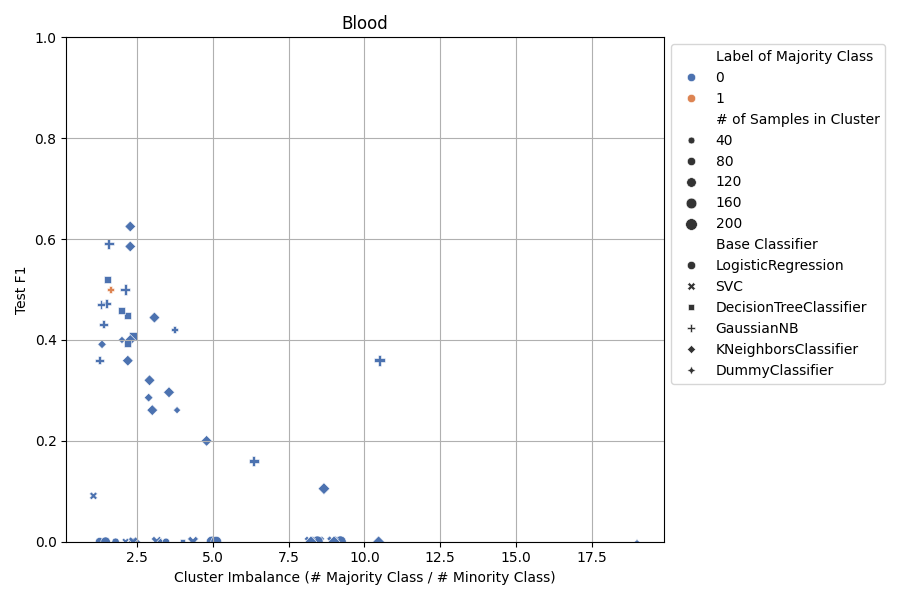 Blood
1.0
0.8
0.6
0.4
0.2
0.0
Test F1
2.5 5.0 7.5 10.0 12.5 15.0 17.5
Cluster Imbalance (# Majority Class / # Minority Class)
Label of Majority Class
0
1
# of Samples in Cluster
40
80
120
160
200
Base Classifier
LogisticRegression
SVC
DecisionTreeClassifier
GaussianNB
KNeighborsClassifier
DummyClassifier